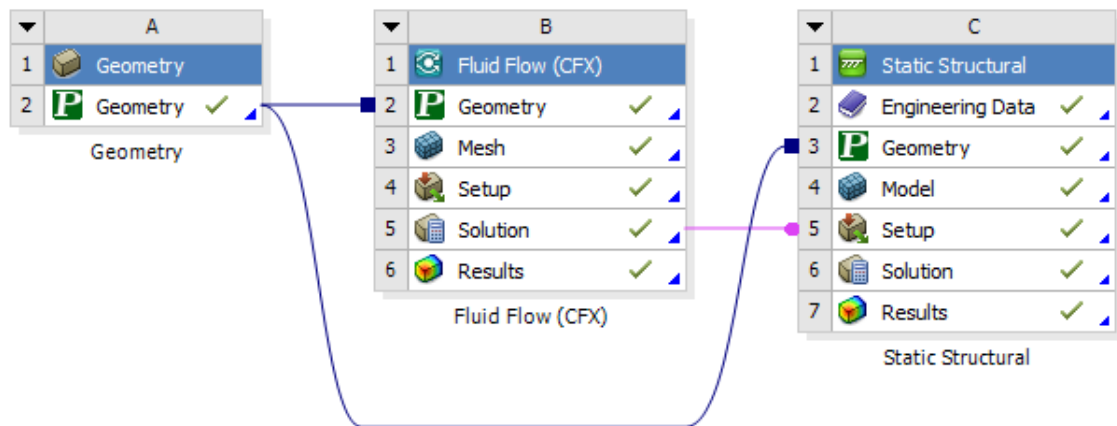 A
1 Geometry
2 P Geometry
Geometry
B
1 Fluid Flow (CFX)
2 P Geometry
3 Mesh
4 Setup
5 Solution
6 Results
Fluid Flow (CFX)
C
1 Static Structural
2 Engineering Data
3 P Geometry
4 Model
5 Setup
6 Solution
7 Results
Static Structural